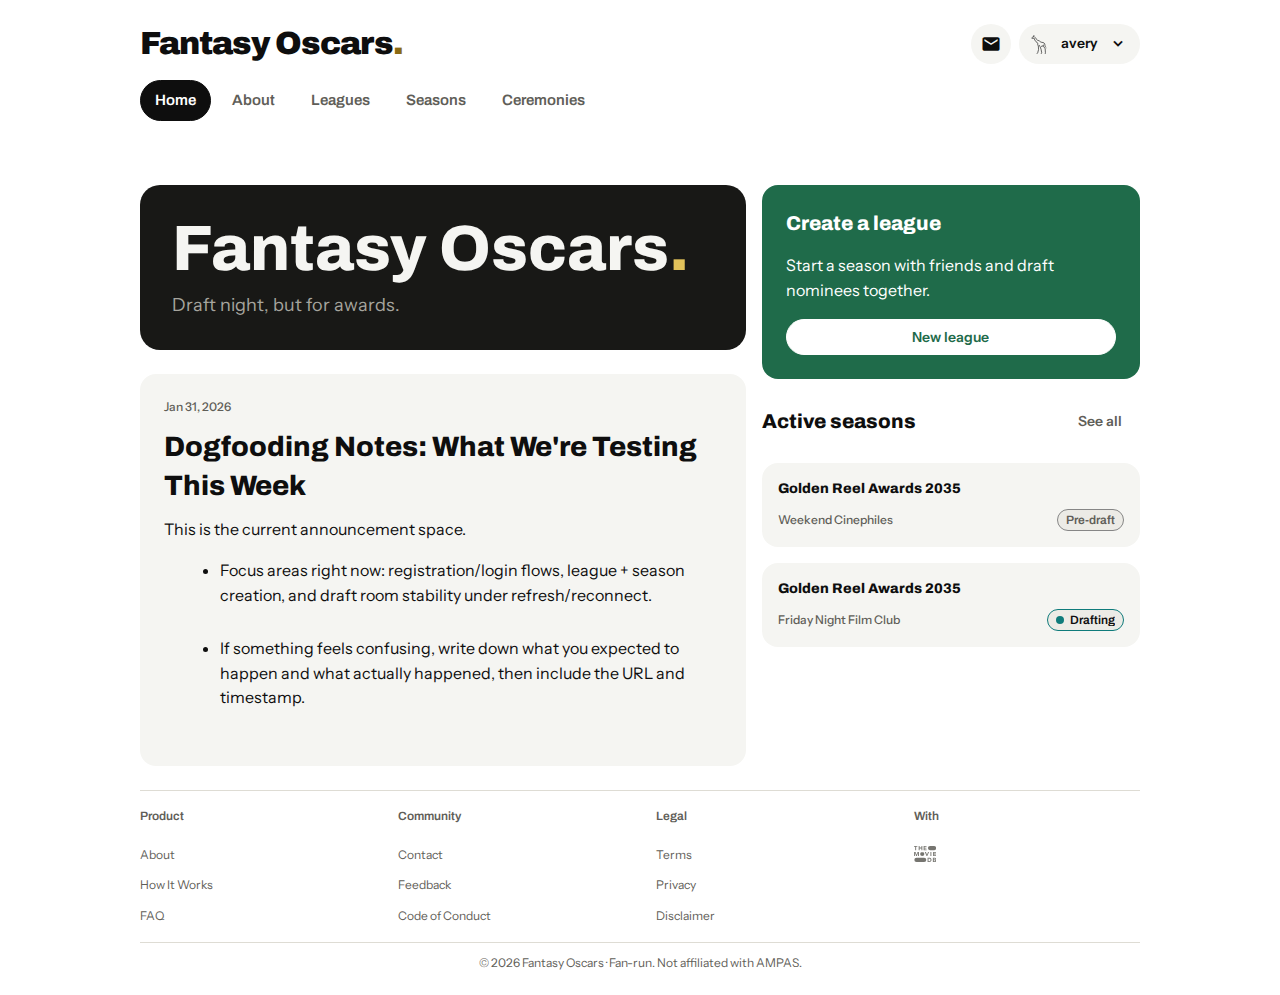 Fantasy Oscars.
avery
Home
About
Leagues
Seasons
Ceremonies
Fantasy Oscars.
Draft night, but for awards.
Create a league
Start a season with friends and draft
nominees together.
New league
Jan 31, 2026
Dogfooding Notes: What We're Testing
This Week
This is the current announcement space.
Focus areas right now: registration/login flows, league + season
creation, and draft room stability under refresh/reconnect.
If something feels confusing, write down what you expected to
happen and what actually happened, then include the URL and
timestamp.
Active seasons
See all
Golden Reel Awards 2035
Weekend Cinephiles
Pre-draft
Golden Reel Awards 2035
Friday Night Film Club
Drafting
Product
About
How It Works
FAQ
Community
Contact
Feedback
Code of Conduct
Legal
Terms
Privacy
Disclaimer
With
THE
MOVIE
DB
© 2026 Fantasy Oscars · Fan-run. Not affiliated with AMPAS.